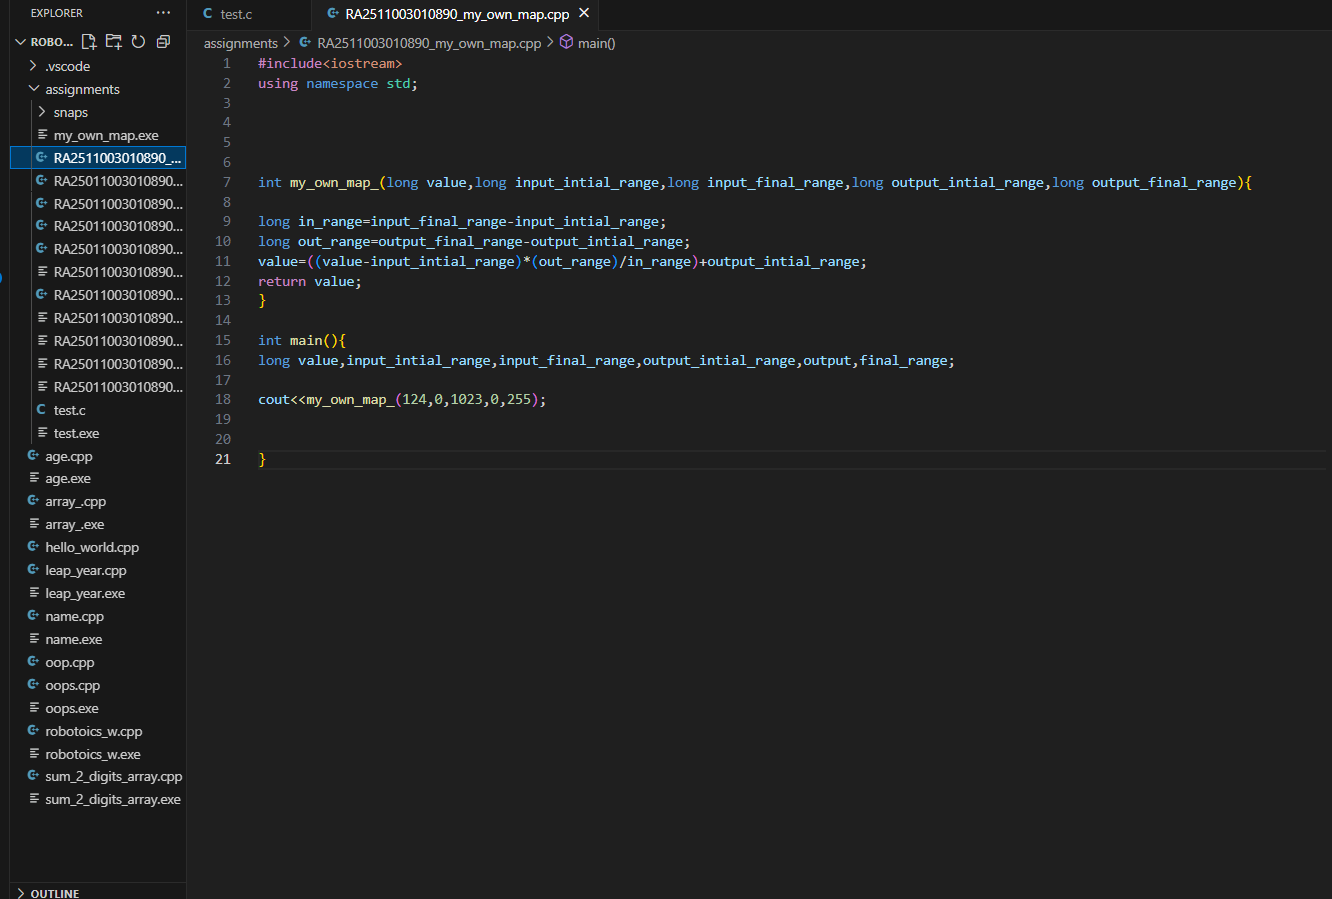 EXPLORER
ROBO...
.vscode
assignments
snaps
my_own_map.exe
RA2511003010890_...
RA25011003010890...
RA25011003010890...
RA25011003010890...
RA25011003010890...
RA25011003010890...
RA25011003010890...
RA25011003010890...
RA25011003010890...
RA25011003010890...
RA25011003010890...
test.c
test.exe
age.cpp
age.exe
array_.cpp
array_.exe
hello_world.cpp
leap_year.cpp
leap_year.exe
name.cpp
name.exe
oop.cpp
oops.cpp
oops.exe
robotoics_w.cpp
robotoics_w.exe
sum_2_digits_array.cpp
sum_2_digits_array.exe
OUTLINE
test.c
RA2511003010890_my_own_map.cpp
assignments > RA2511003010890_my_own_map.cpp > main()
1 #include<iostream>
2 using namespace std;
3
4
5
6
7 int my_own_map_(long value,long input_intial_range,long input_final_range,long output_intial_range,long output_final_range){
8
9 long in_range=input_final_range-input_intial_range;
10 long out_range=output_final_range-output_intial_range;
11 value=((value-input_intial_range)*(out_range)/in_range)+output_intial_range;
12 return value;
13 }
14
15 int main(){
16 long value,input_intial_range,input_final_range,output_intial_range,output,final_range;
17
18 cout<<my_own_map_(124,0,1023,0,255);
19
20
21 }